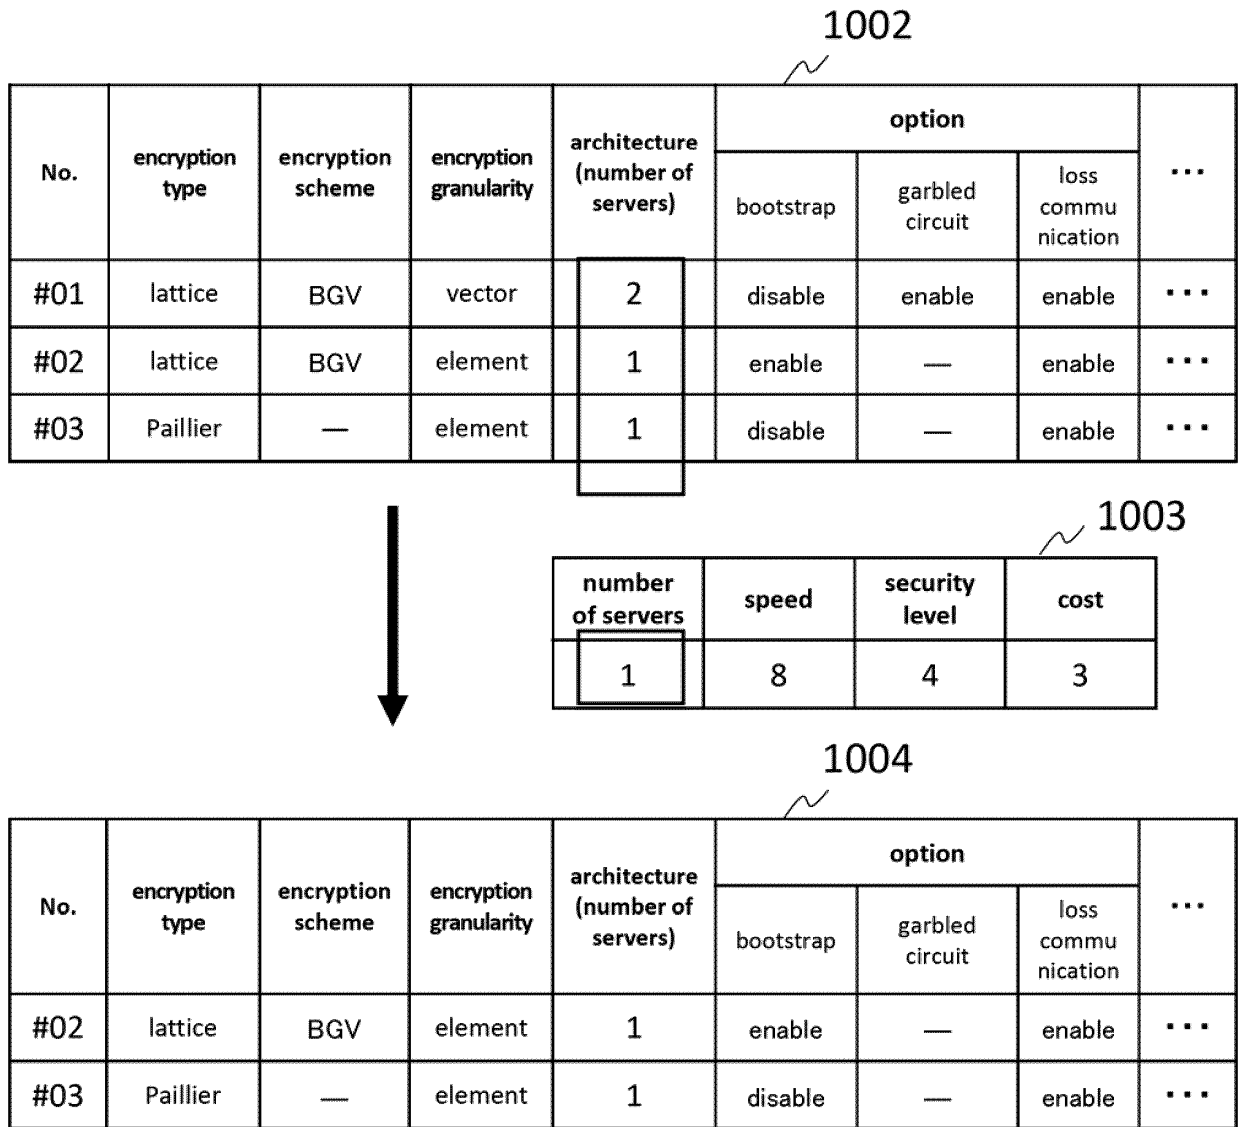 1002
No. encryption type encryption scheme encryption granularity architecture (number of servers) option ...
bootstrap garbled circuit loss commu nication
#01 lattice BGV vector 2 disable enable enable ...
#02 lattice BGV element 1 enable — enable ...
#03 Paillier — element 1 disable — enable ...
1003
number of servers speed security level cost
1 8 4 3
1004
No. encryption type encryption scheme encryption granularity architecture (number of servers) option ...
bootstrap garbled circuit loss commu nication
#02 lattice BGV element 1 enable — enable ...
#03 Paillier — element 1 disable — enable ...